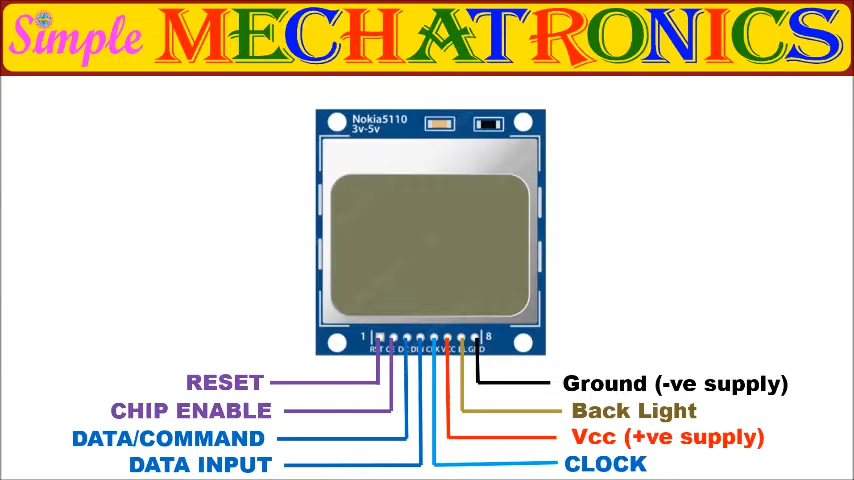 Simple MECHATRONICS
Nokia5110
3v-5v
1 8
RST CE DC DIN CLK VCC BL GND
RESET
CHIP ENABLE
DATA/COMMAND
DATA INPUT
Ground (-ve supply)
Back Light
Vcc (+ve supply)
CLOCK